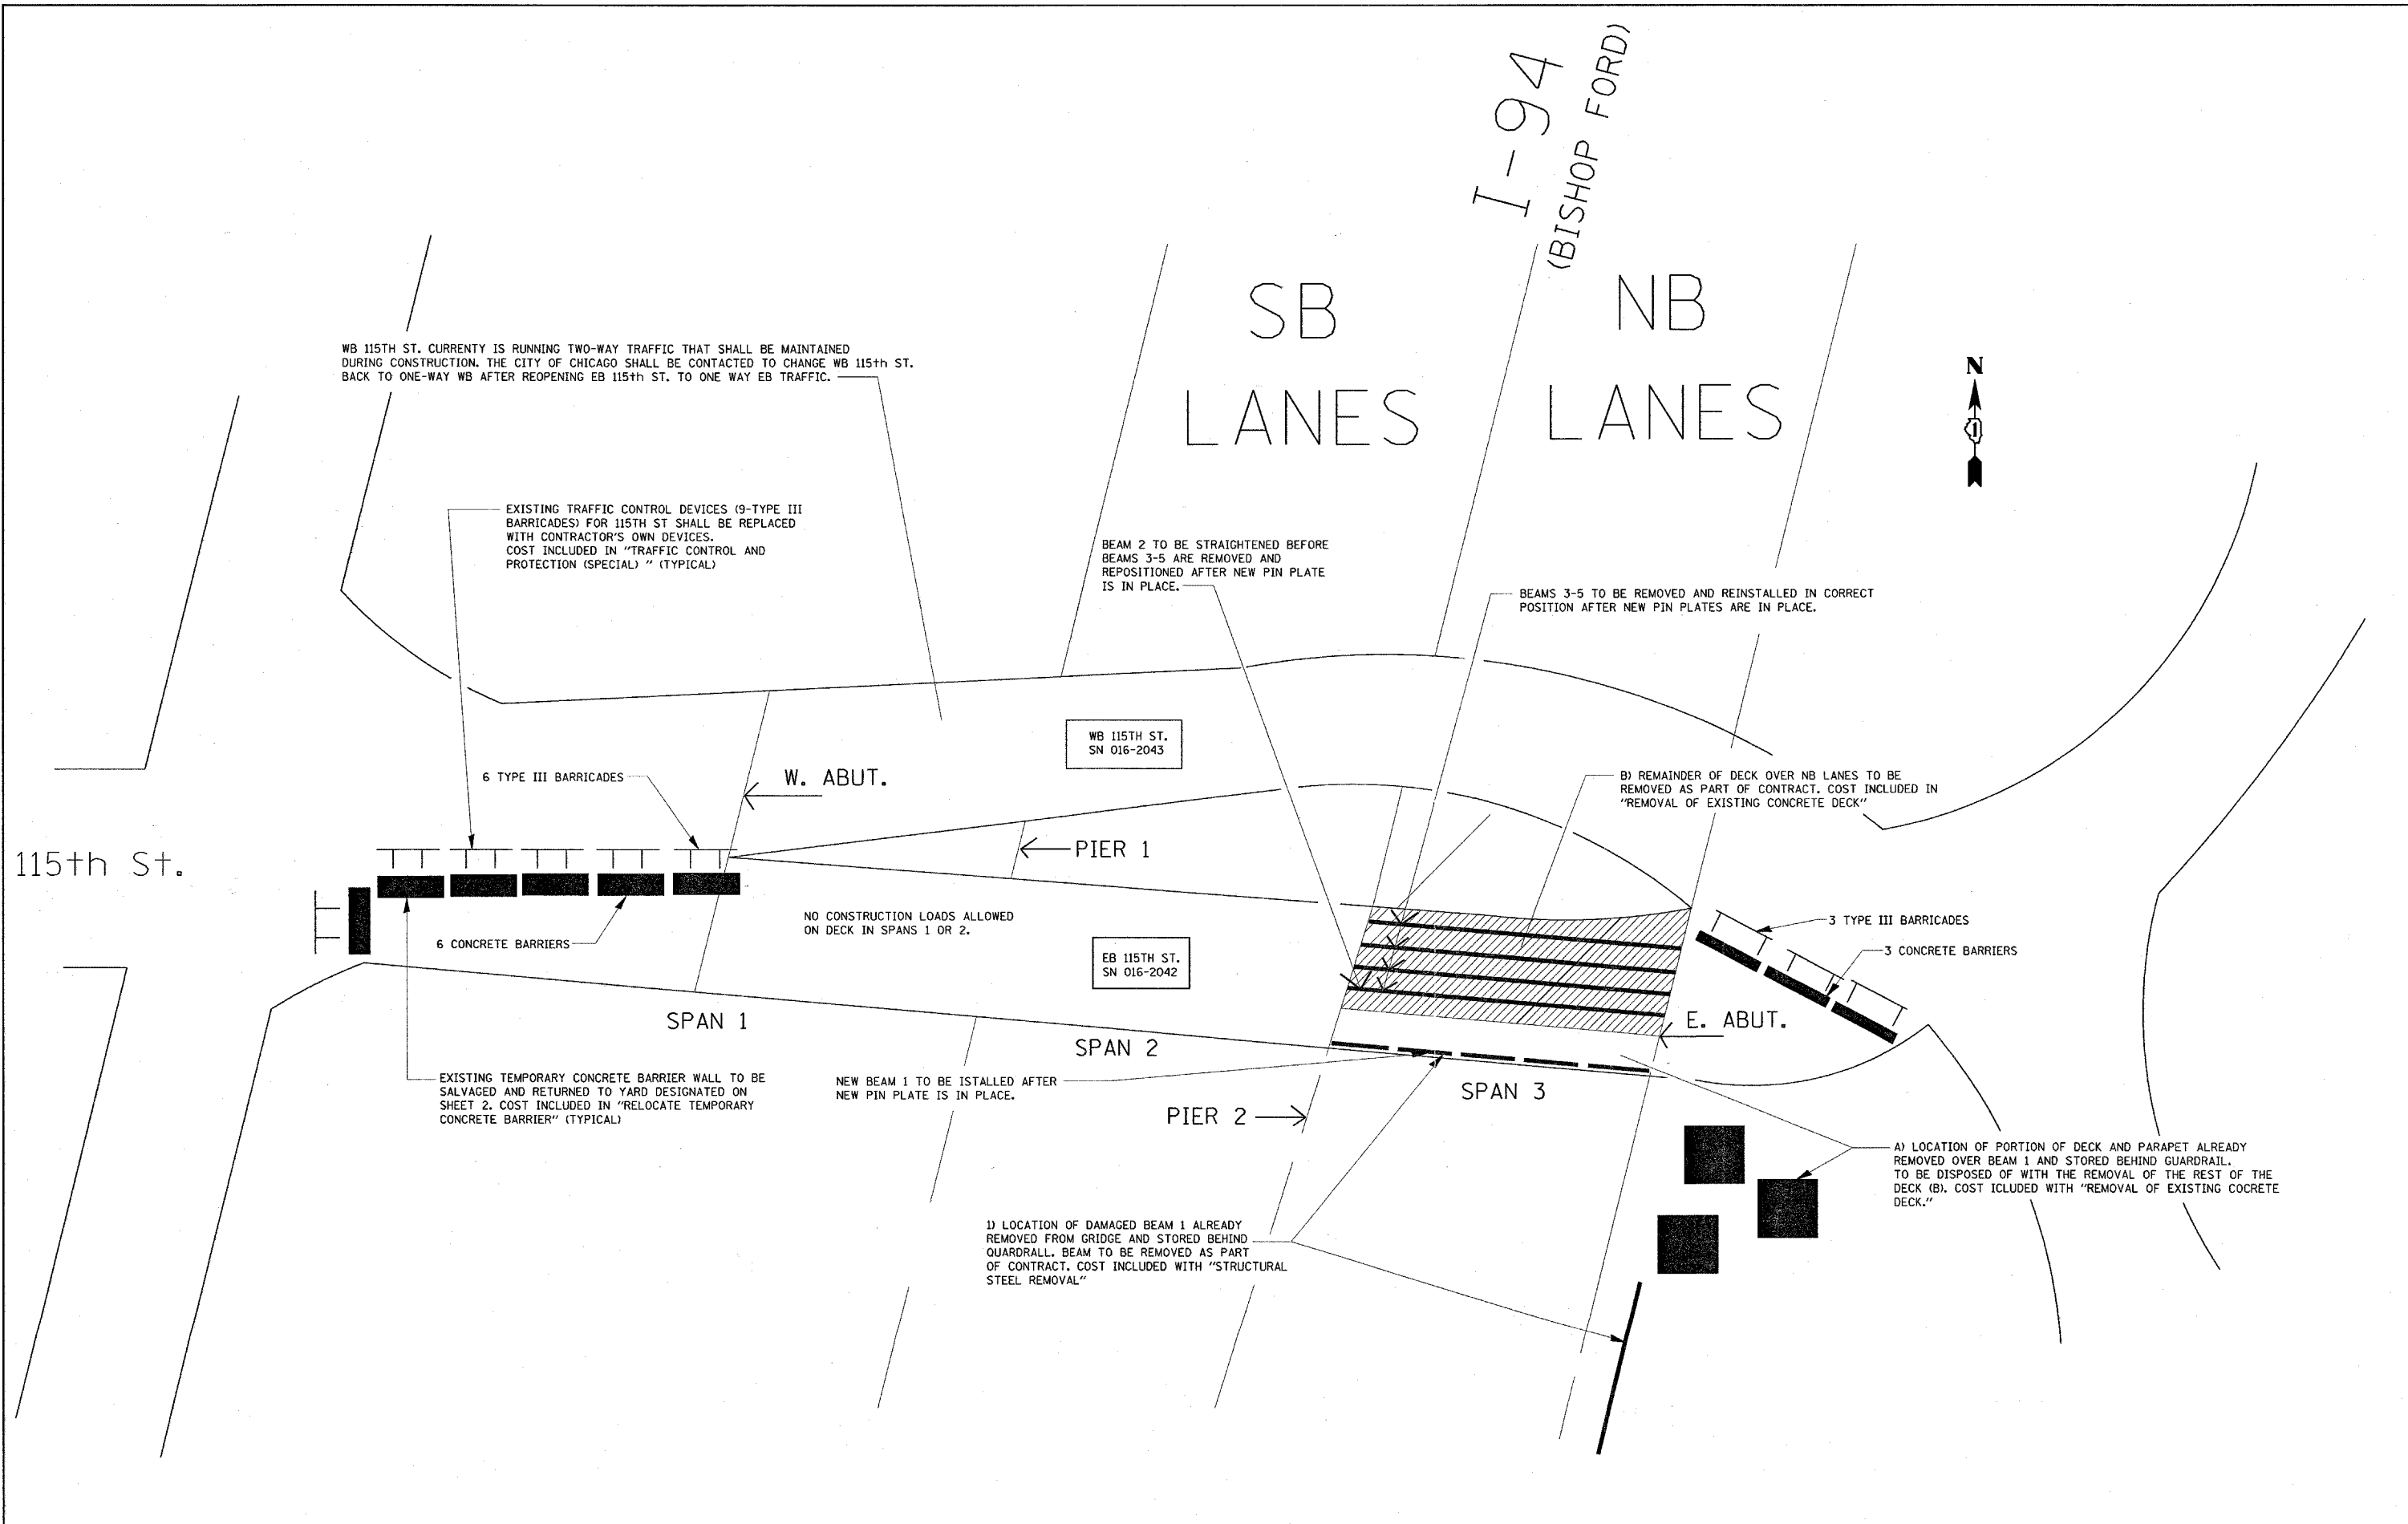 I-94
(BISHOP FORD)
SB
LANES
NB
LANES
N
1
WB 115TH ST. CURRENTY IS RUNNING TWO-WAY TRAFFIC THAT SHALL BE MAINTAINED
DURING CONSTRUCTION. THE CITY OF CHICAGO SHALL BE CONTACTED TO CHANGE WB 115th ST.
BACK TO ONE-WAY WB AFTER REOPENING EB 115th ST. TO ONE WAY EB TRAFFIC.
EXISTING TRAFFIC CONTROL DEVICES (9-TYPE III
BARRICADES) FOR 115TH ST SHALL BE REPLACED
WITH CONTRACTOR'S OWN DEVICES.
COST INCLUDED IN "TRAFFIC CONTROL AND
PROTECTION (SPECIAL) " (TYPICAL)
BEAM 2 TO BE STRAIGHTENED BEFORE
BEAMS 3-5 ARE REMOVED AND
REPOSITIONED AFTER NEW PIN PLATE
IS IN PLACE.
BEAMS 3-5 TO BE REMOVED AND REINSTALLED IN CORRECT
POSITION AFTER NEW PIN PLATES ARE IN PLACE.
WB 115TH ST.
SN 016-2043
6 TYPE III BARRICADES
W. ABUT.
B) REMAINDER OF DECK OVER NB LANES TO BE
REMOVED AS PART OF CONTRACT. COST INCLUDED IN
"REMOVAL OF EXISTING CONCRETE DECK"
115th St.
PIER 1
NO CONSTRUCTION LOADS ALLOWED
ON DECK IN SPANS 1 OR 2.
6 CONCRETE BARRIERS
3 TYPE III BARRICADES
3 CONCRETE BARRIERS
EB 115TH ST.
SN 016-2042
SPAN 1
SPAN 2
E. ABUT.
EXISTING TEMPORARY CONCRETE BARRIER WALL TO BE
SALVAGED AND RETURNED TO YARD DESIGNATED ON
SHEET 2. COST INCLUDED IN "RELOCATE TEMPORARY
CONCRETE BARRIER" (TYPICAL)
NEW BEAM 1 TO BE ISTALLED AFTER
NEW PIN PLATE IS IN PLACE.
SPAN 3
PIER 2
A) LOCATION OF PORTION OF DECK AND PARAPET ALREADY
REMOVED OVER BEAM 1 AND STORED BEHIND GUARDRAIL.
TO BE DISPOSED OF WITH THE REMOVAL OF THE REST OF THE
DECK (B). COST ICLUDED WITH "REMOVAL OF EXISTING COCRETE
DECK."
1) LOCATION OF DAMAGED BEAM 1 ALREADY
REMOVED FROM GRIDGE AND STORED BEHIND
QUARDRALL. BEAM TO BE REMOVED AS PART
OF CONTRACT. COST INCLUDED WITH "STRUCTURAL
STEEL REMOVAL"